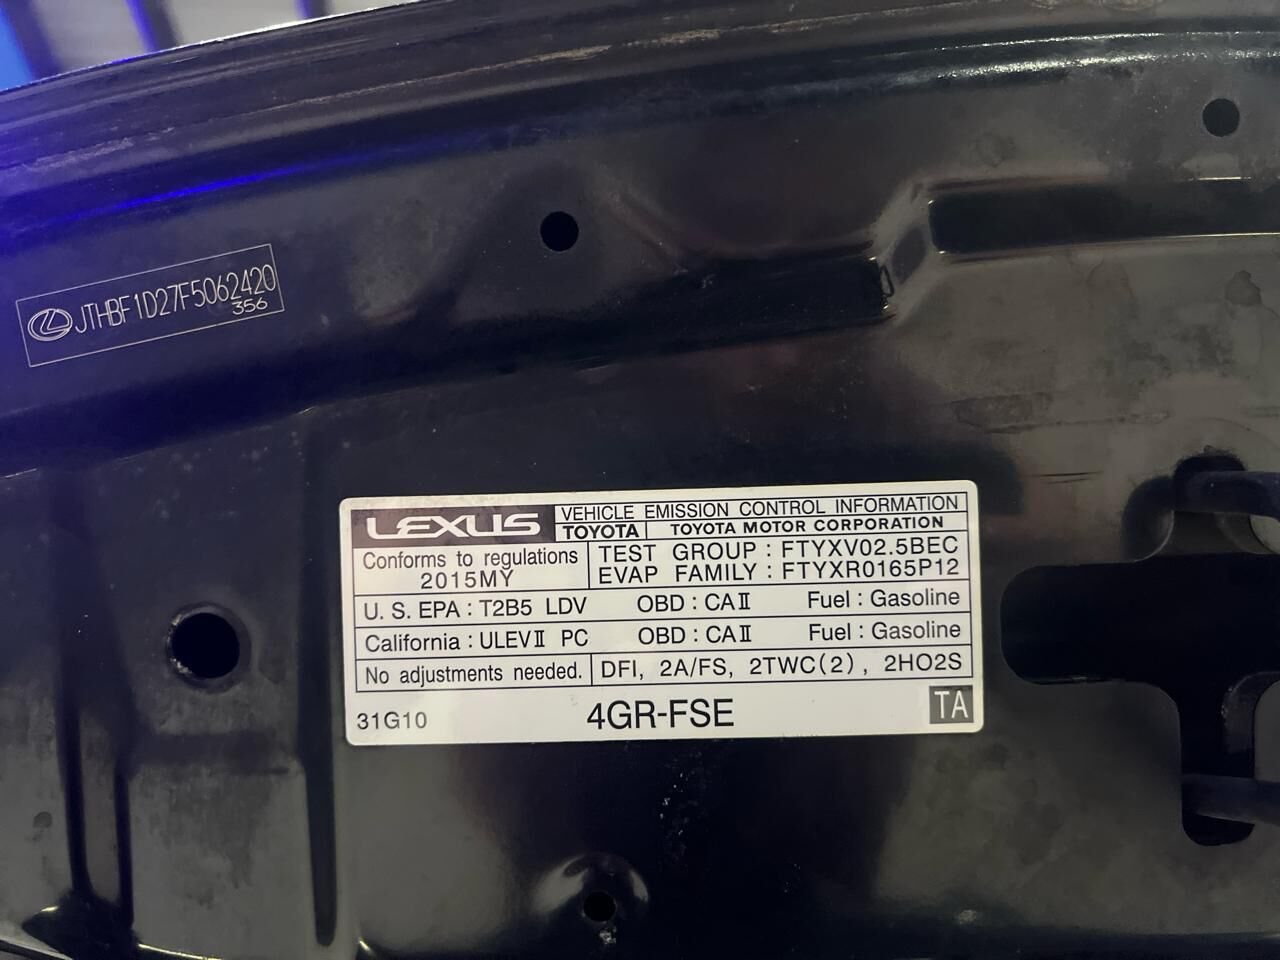 JTHBF1D27F5062420
356
LEXUS
VEHICLE EMISSION CONTROL INFORMATION
TOYOTA TOYOTA MOTOR CORPORATION
Conforms to regulations
2015MY
TEST GROUP : FTYXV02.5BEC
EVAP FAMILY : FTYXR0165P12
U.S. EPA : T2B5 LDV OBD : CAⅡ Fuel : Gasoline
California : ULEVⅡ PC OBD : CAⅡ Fuel : Gasoline
No adjustments needed. DFI, 2A/FS, 2TWC(2), 2HO2S
31G10 4GR-FSE TA